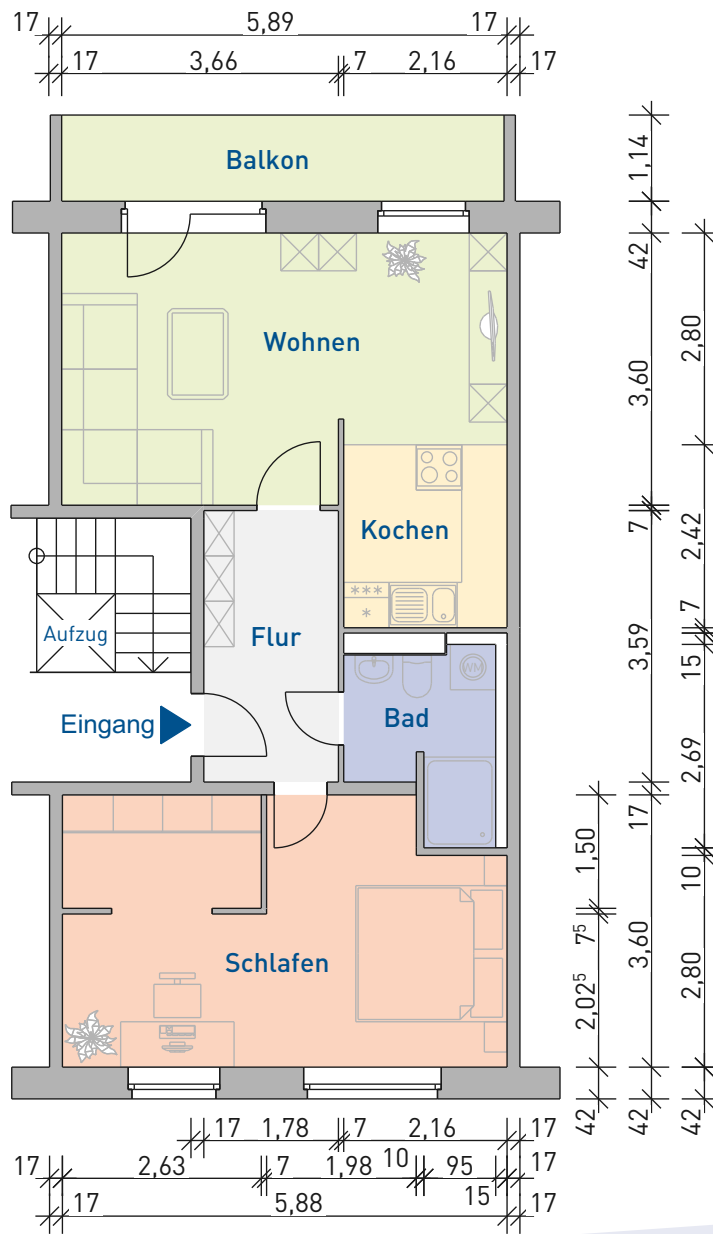 17 5,89 17
17 3,66 7 2,16 17
Balkon
1,14
42
Wohnen
2,80
3,60
Kochen
7
2,42
***
*
Aufzug
Flur
7
3,59
15
WM
Eingang
Bad
2,69
17
1,50
10
7⁵
Schlafen
3,60
2,80
2,02⁵
42
42
42
17 1,78 7 2,16 17
17 2,63 7 1,98 10 95 17
17 5,88 15 17